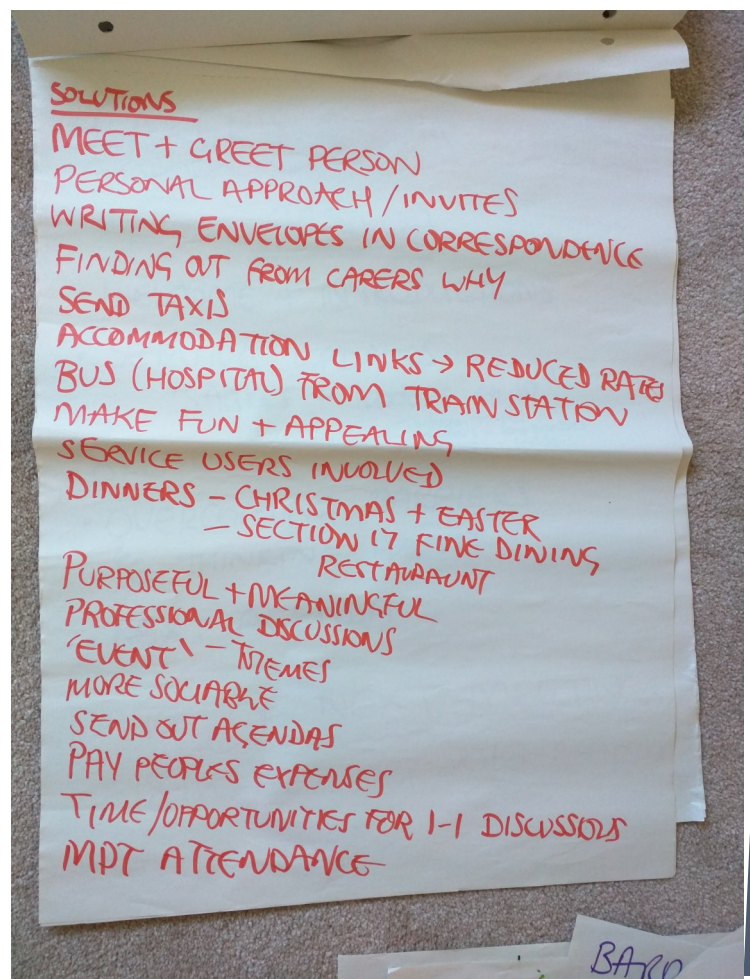 SOLUTIONS
MEET + GREET PERSON
PERSONAL APPROACH / INVITES
WRITING ENVELOPES IN CORRESPONDENCE
FINDING OUT FROM CARERS WHY
SEND TAXIS
ACCOMMODATION LINKS → REDUCED RATES
BUS (HOSPITAL) FROM TRAIN STATION
MAKE FUN + APPEALING
SERVICE USERS INVOLVED
DINNERS - CHRISTMAS + EASTER
- SECTION 17 FINE DINING
RESTAURAUNT
PURPOSEFUL + MEANINGFUL
PROFESSIONAL DISCUSSIONS
'EVENT' - THEMES
MORE SOCIABLE
SEND OUT AGENDAS
PAY PEOPLES EXPENSES
TIME/OPPORTUNITIES FOR 1-1 DISCUSSIONS
MDT ATTENDANCE